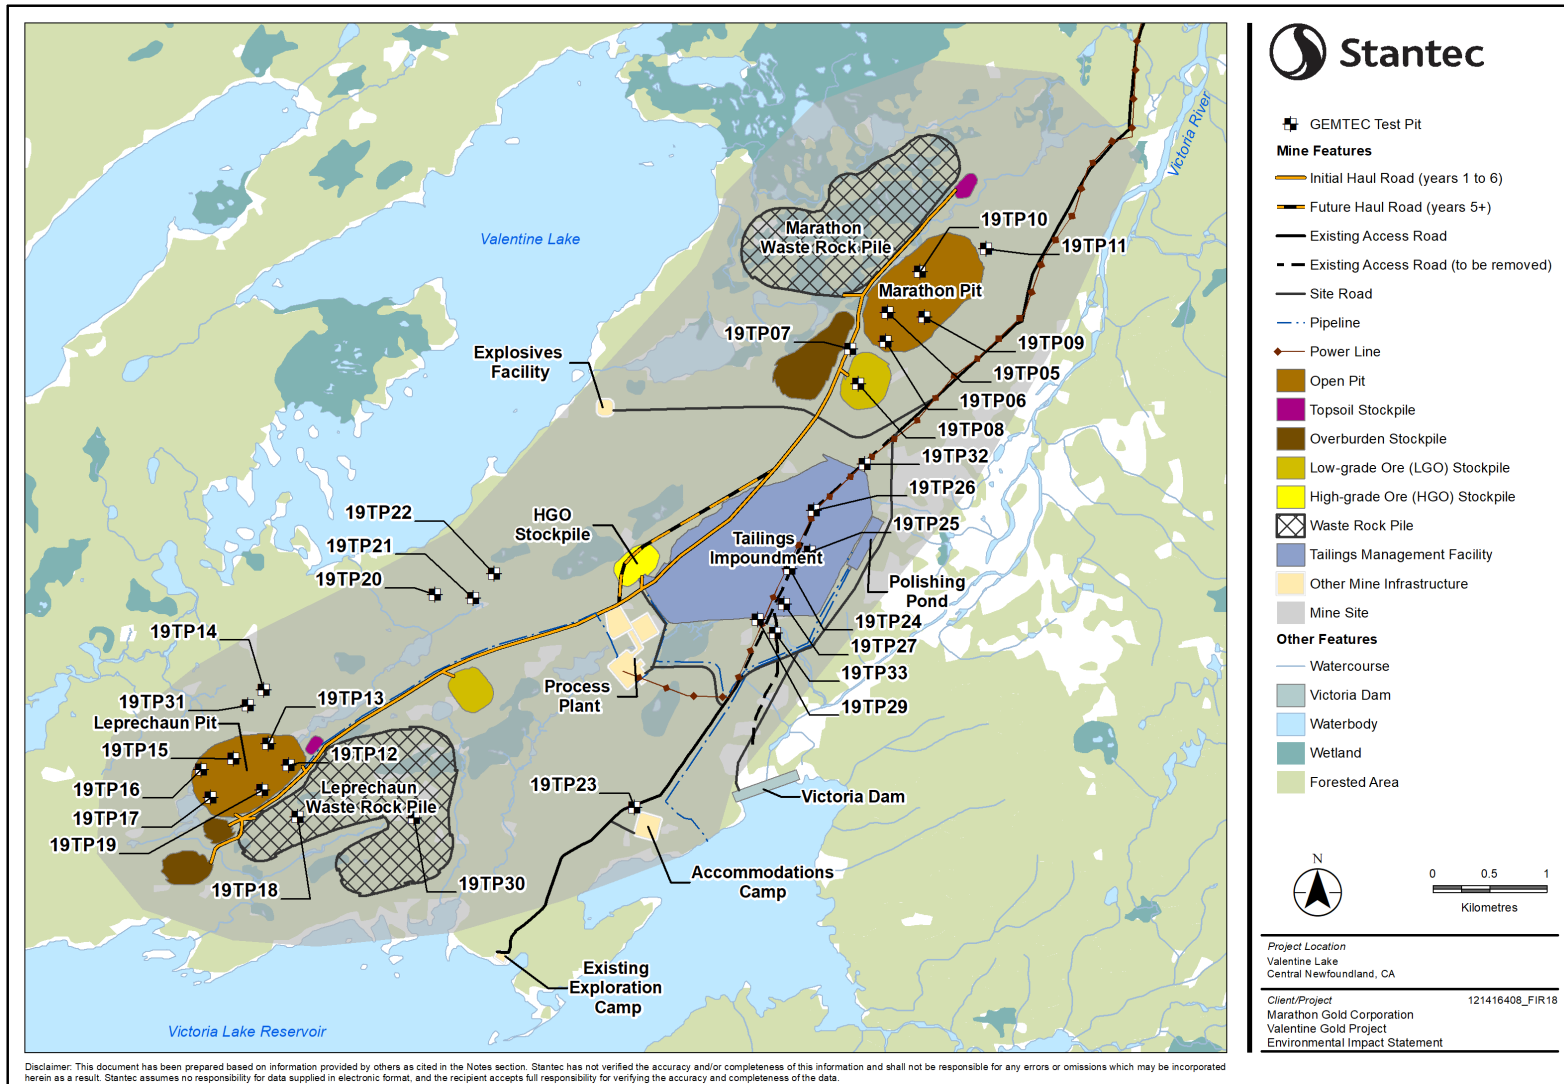 Stantec
GEMTEC Test Pit
Mine Features
Initial Haul Road (years 1 to 6)
Future Haul Road (years 5+)
Existing Access Road
Existing Access Road (to be removed)
Site Road
Pipeline
Power Line
Open Pit
Topsoil Stockpile
Overburden Stockpile
Low-grade Ore (LGO) Stockpile
High-grade Ore (HGO) Stockpile
Waste Rock Pile
Tailings Management Facility
Other Mine Infrastructure
Mine Site
Other Features
Watercourse
Victoria Dam
Waterbody
Wetland
Forested Area
N
0 0.5 1
Kilometres
Project Location
Valentine Lake
Central Newfoundland, CA
Client/Project 121416408_FIR18
Marathon Gold Corporation
Valentine Gold Project
Environmental Impact Statement
Victoria River
Valentine Lake
Marathon
Waste Rock Pile
19TP10
19TP11
Marathon Pit
19TP07
19TP09
Explosives
Facility
19TP05
19TP06
19TP08
19TP32
19TP26
19TP22
HGO
Stockpile
19TP25
19TP21
Tailings
Impoundment
19TP20
Polishing
Pond
19TP24
19TP14
19TP27
19TP33
19TP31
19TP13
Process
Plant
19TP29
Leprechaun Pit
19TP15
19TP12
19TP16
Leprechaun
Waste Rock Pile
19TP23
Victoria Dam
19TP17
19TP19
19TP18
19TP30
Accommodations
Camp
Existing
Exploration
Camp
Victoria Lake Reservoir
Disclaimer: This document has been prepared based on information provided by others as cited in the Notes section. Stantec has not verified the accuracy and/or completeness of this information and shall not be responsible for any errors or omissions which may be incorporated
herein as a result. Stantec assumes no responsibility for data supplied in electronic format, and the recipient accepts full responsibility for verifying the accuracy and completeness of the data.